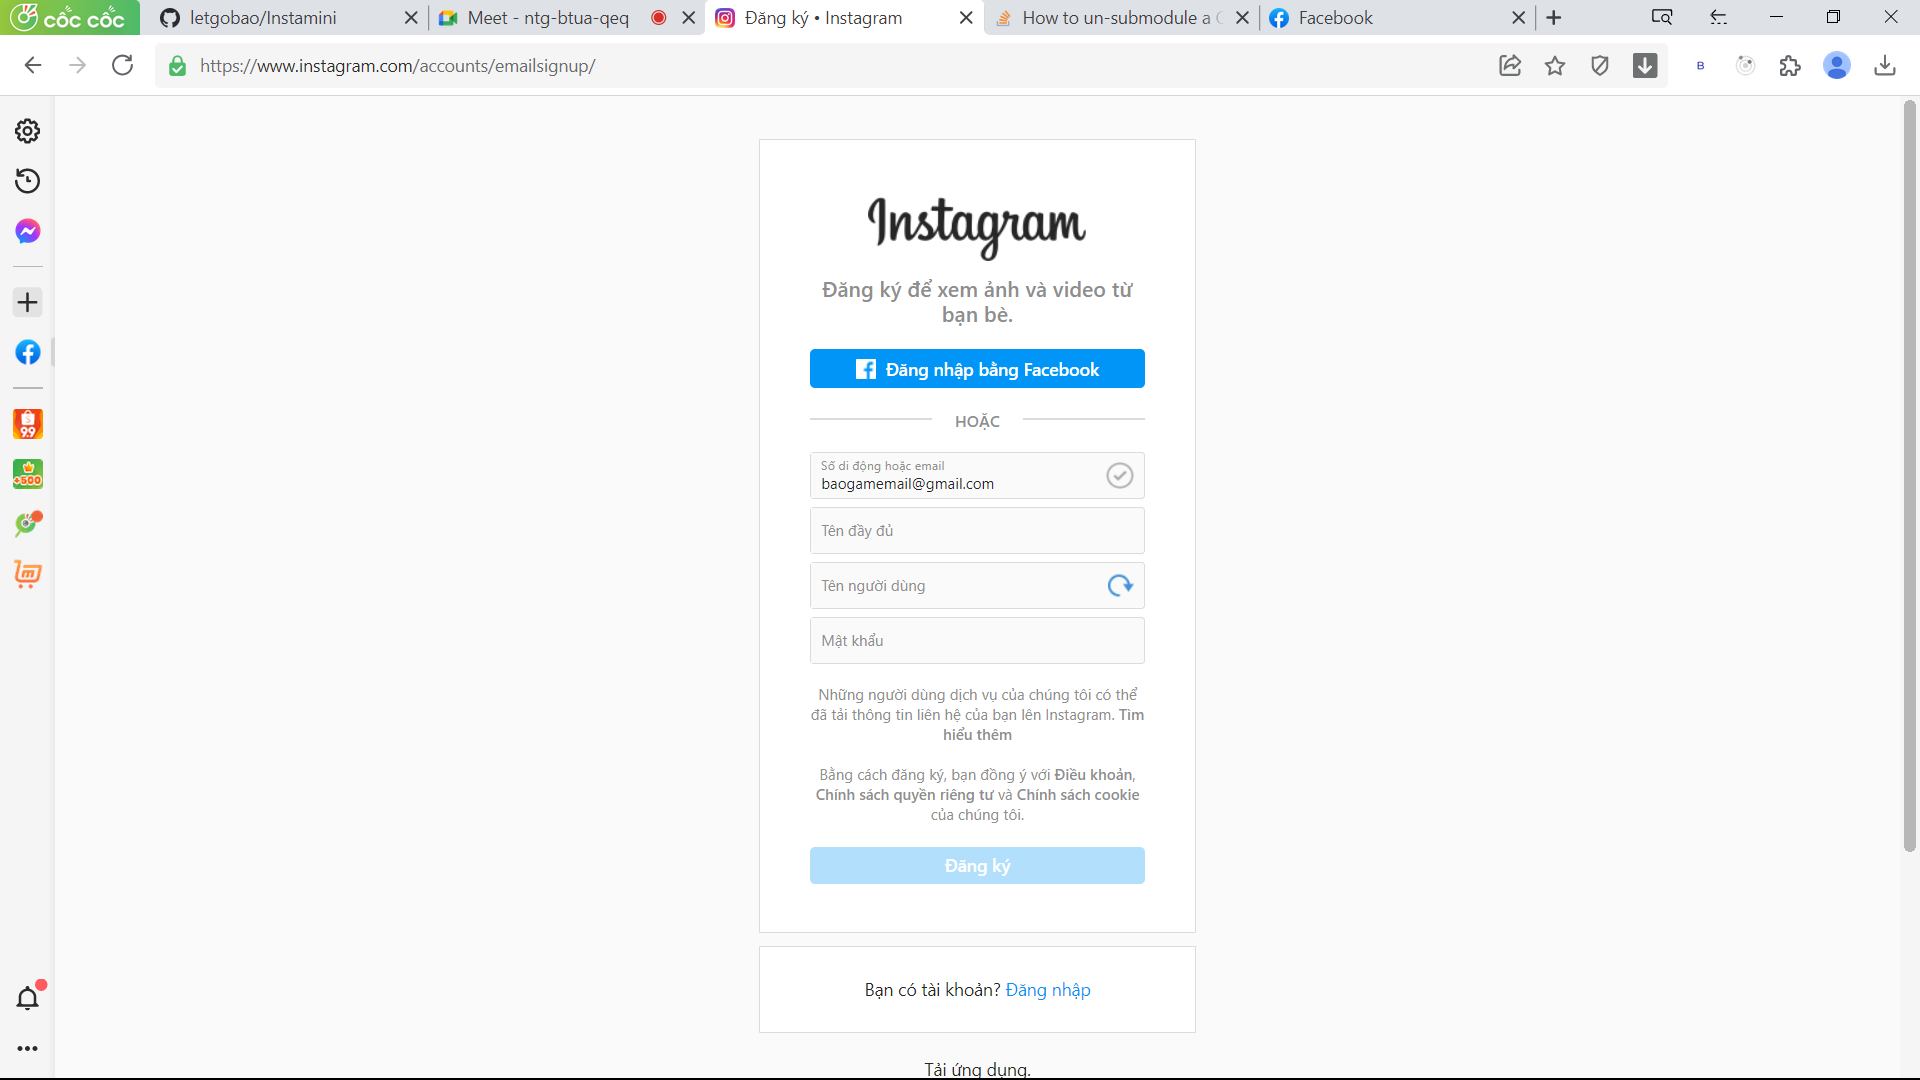 cốc cốc
letgobao/Instamini
Meet - ntg-btua-qeq
Đăng ký • Instagram
How to un-submodule a
Facebook
https://www.instagram.com/accounts/emailsignup/
B
9.9
+500
Instagram
Đăng ký để xem ảnh và video từ
bạn bè.
Đăng nhập bằng Facebook
HOẶC
Số di động hoặc email
baogamemail@gmail.com
Tên đầy đủ
Tên người dùng
Mật khẩu
Những người dùng dịch vụ của chúng tôi có thể
đã tải thông tin liên hệ của bạn lên Instagram. Tìm
hiểu thêm
Bằng cách đăng ký, bạn đồng ý với Điều khoản,
Chính sách quyền riêng tư và Chính sách cookie
của chúng tôi.
Đăng ký
Bạn có tài khoản? Đăng nhập
Tải ứng dụng.